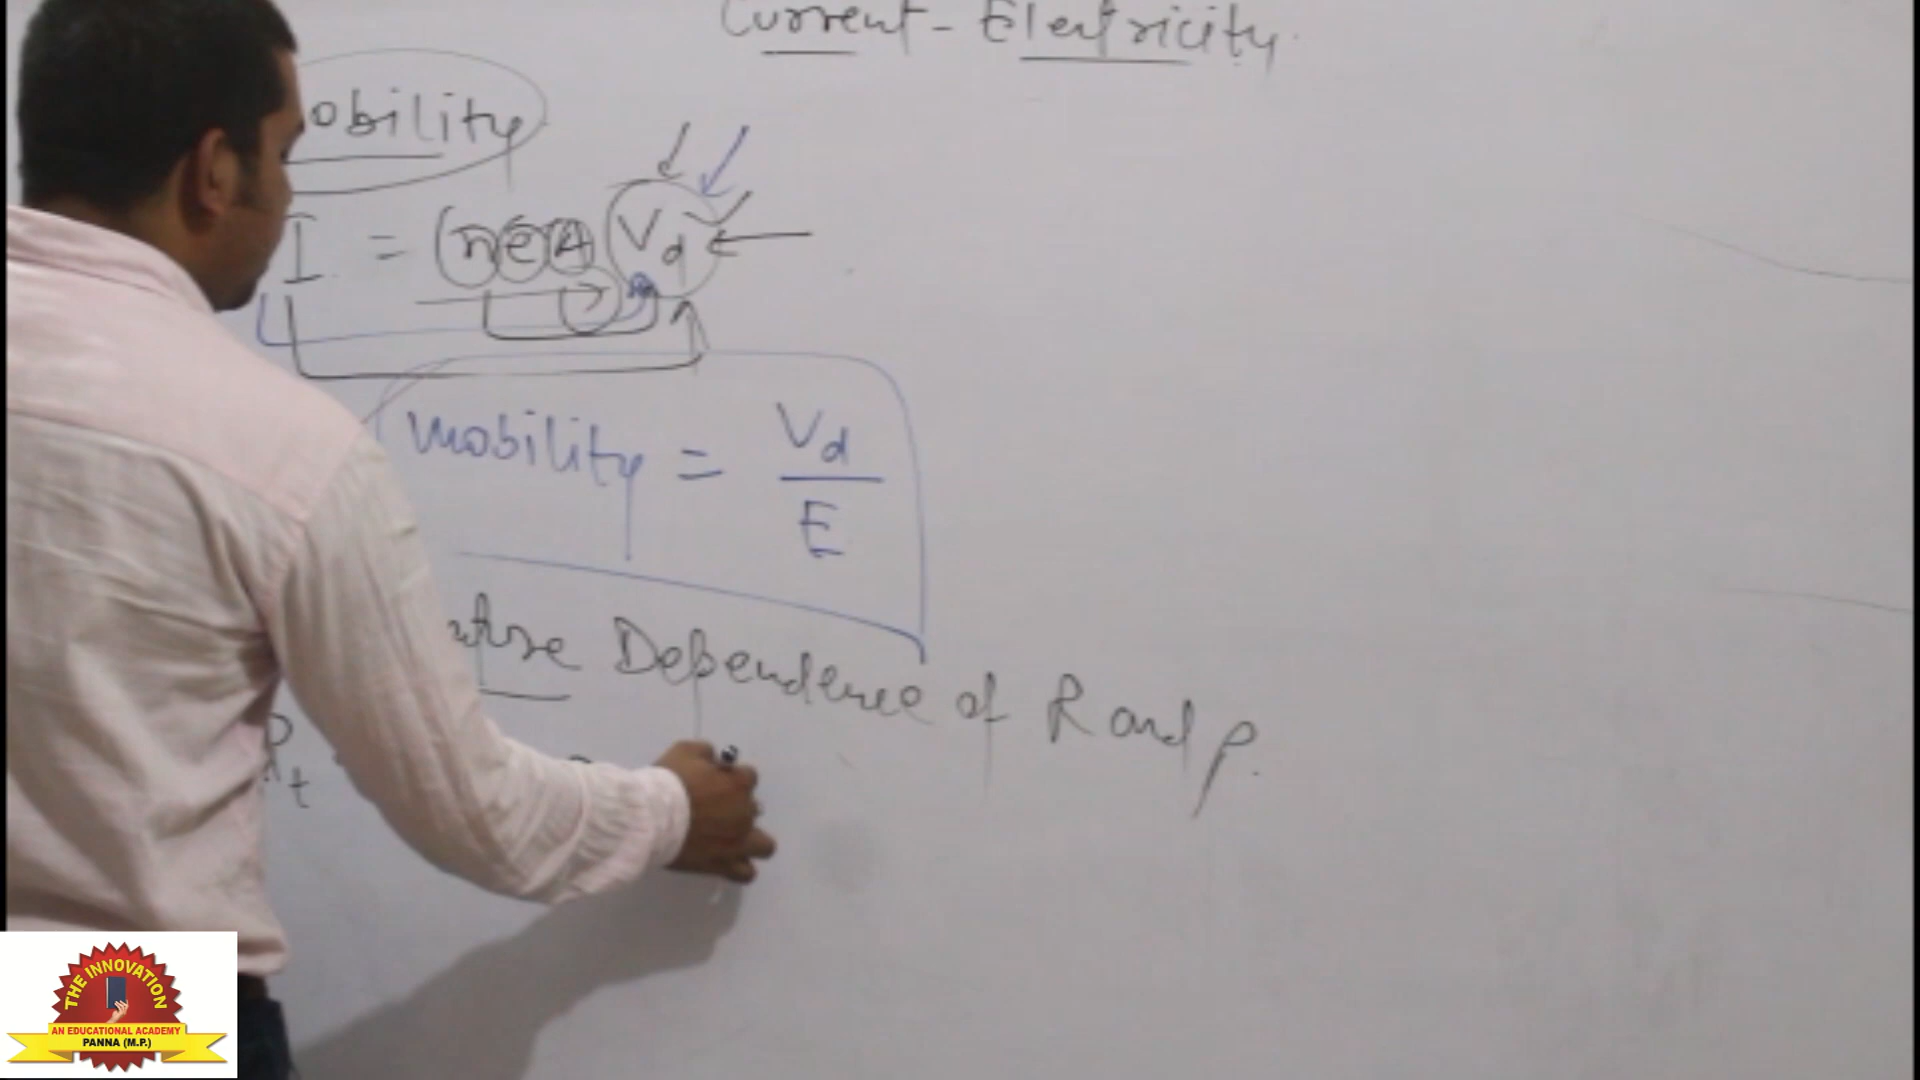 Current - Electricity.
obility
I = neA Vd
mobility = Vd / E
Dependence of R and ρ.
t
THE INNOVATION
AN EDUCATIONAL ACADEMY
PANNA (M.P.)